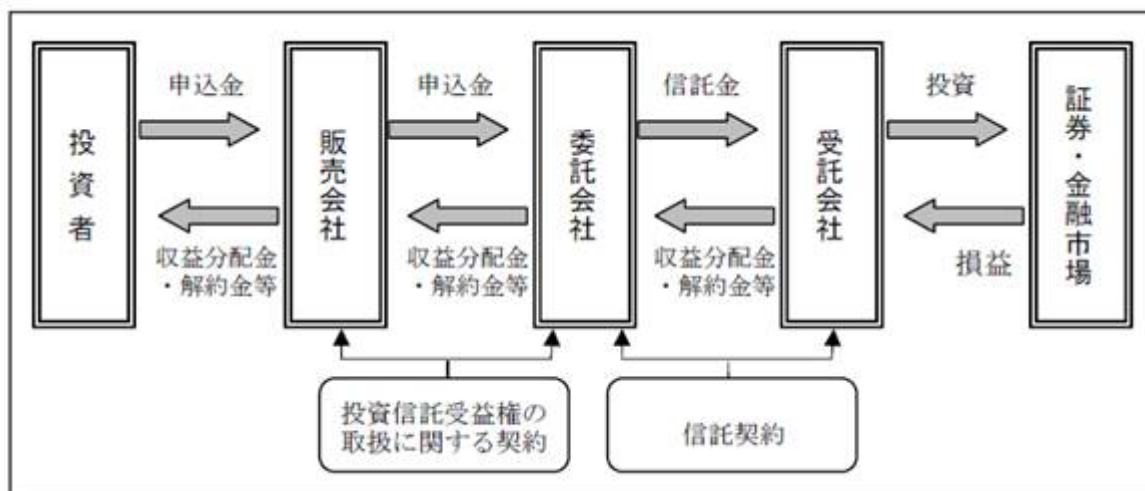 投資者
申込金
収益分配金
・解約金等
販売会社
申込金
収益分配金
・解約金等
委託会社
信託金
収益分配金
・解約金等
受託会社
投資
損益
証券・金融市場
投資信託受益権の
取扱に関する契約
信託契約